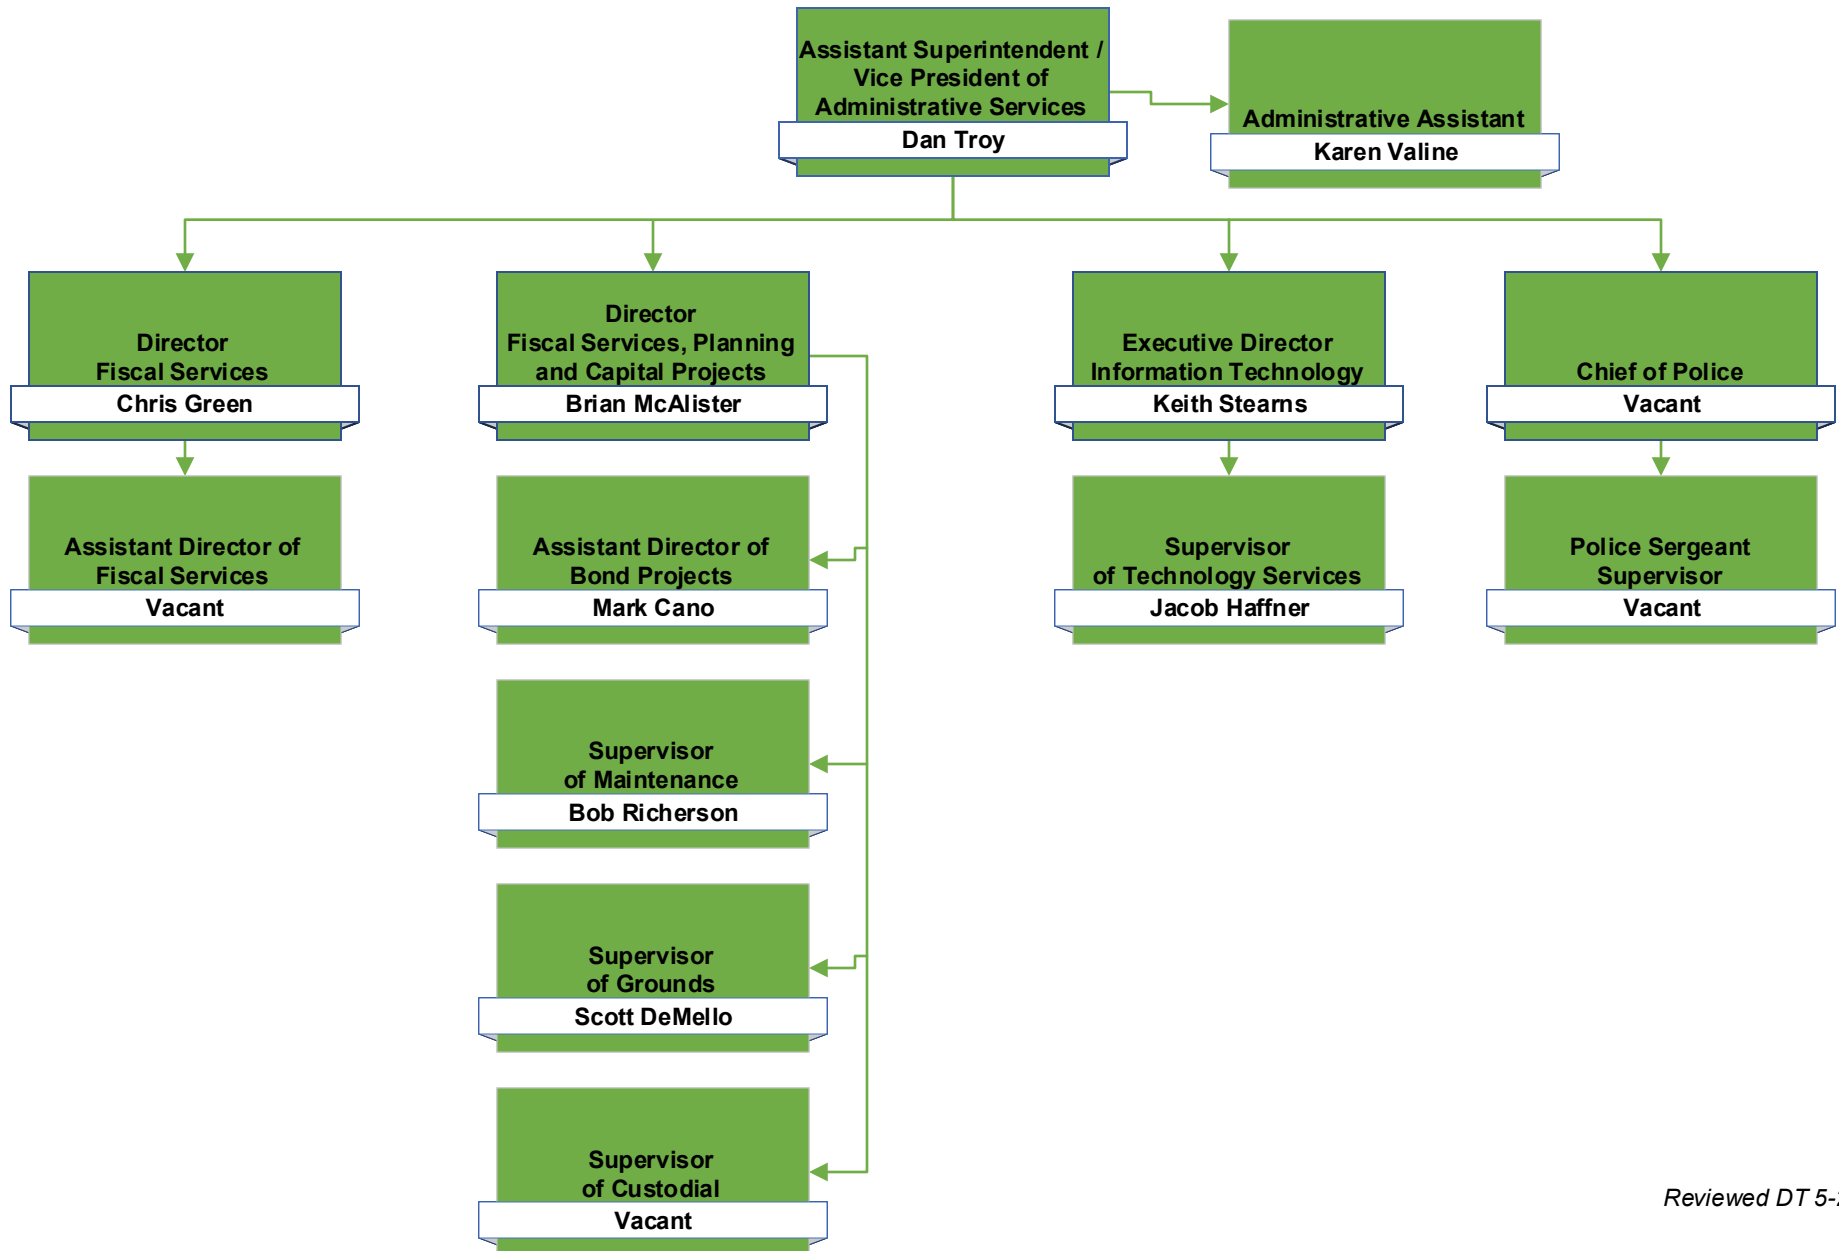 Assistant Superintendent /
Vice President of
Administrative Services
Dan Troy
Administrative Assistant
Karen Valine
Director
Fiscal Services
Chris Green
Director
Fiscal Services, Planning
and Capital Projects
Brian McAlister
Executive Director
Information Technology
Keith Stearns
Chief of Police
Vacant
Assistant Director of
Fiscal Services
Vacant
Assistant Director of
Bond Projects
Mark Cano
Supervisor
of Technology Services
Jacob Haffner
Police Sergeant
Supervisor
Vacant
Supervisor
of Maintenance
Bob Richerson
Supervisor
of Grounds
Scott DeMello
Supervisor
of Custodial
Vacant
Reviewed DT